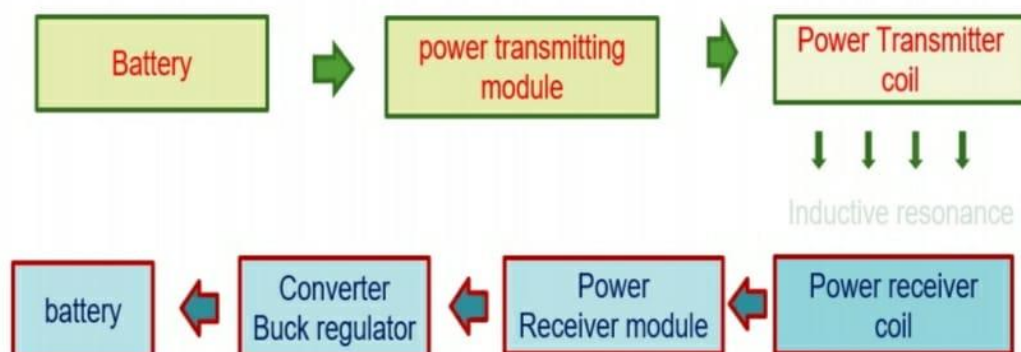 Battery
power transmitting
module
Power Transmitter
coil
Inductive resonance
battery
Converter
Buck regulator
Power
Receiver module
Power receiver
coil